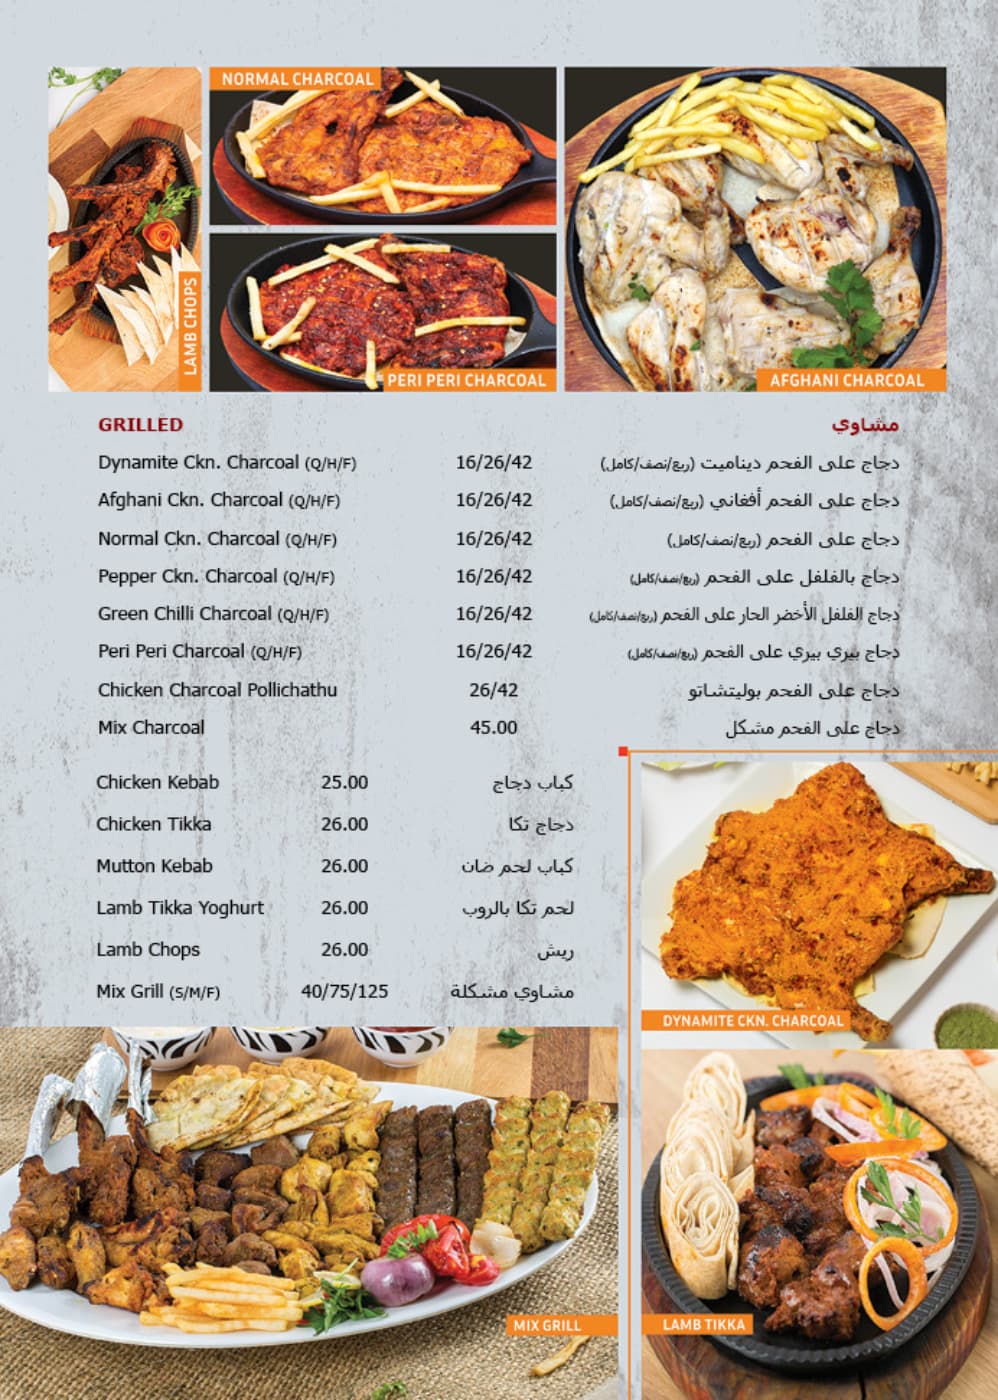 NORMAL CHARCOAL
LAMB CHOPS
PERI PERI CHARCOAL
AFGHANI CHARCOAL
GRILLED مشاوي
Dynamite Ckn. Charcoal (Q/H/F) 16/26/42 دجاج على الفحم ديناميت (ربع/نصف/كامل)
Afghani Ckn. Charcoal (Q/H/F) 16/26/42 دجاج على الفحم أفغاني (ربع/نصف/كامل)
Normal Ckn. Charcoal (Q/H/F) 16/26/42 دجاج على الفحم (ربع/نصف/كامل)
Pepper Ckn. Charcoal (Q/H/F) 16/26/42 دجاج بالفلفل على الفحم (ربع/نصف/كامل)
Green Chilli Charcoal (Q/H/F) 16/26/42 دجاج الفلفل الأخضر الحار على الفحم (ربع/نصف/كامل)
Peri Peri Charcoal (Q/H/F) 16/26/42 دجاج بيري بيري على الفحم (ربع/نصف/كامل)
Chicken Charcoal Pollichathu 26/42 دجاج على الفحم بوليتشاتو
Mix Charcoal 45.00 دجاج على الفحم مشكل
Chicken Kebab 25.00 كباب دجاج
Chicken Tikka 26.00 دجاج تكا
Mutton Kebab 26.00 كباب لحم ضان
Lamb Tikka Yoghurt 26.00 لحم تكا بالروب
Lamb Chops 26.00 ريش
Mix Grill (S/M/F) 40/75/125 مشاوي مشكلة
DYNAMITE CKN. CHARCOAL
MIX GRILL
LAMB TIKKA